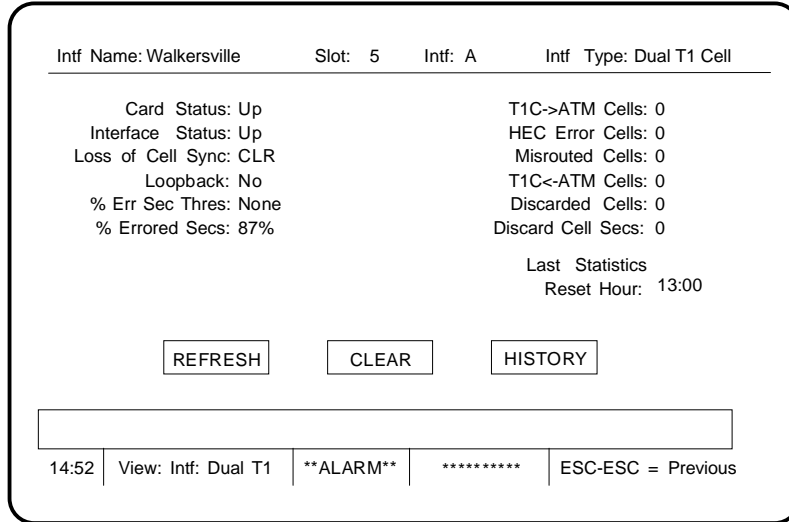 Intf Name: Walkersville Slot: 5 Intf: A Intf Type: Dual T1 Cell
Card Status: Up T1C->ATM Cells: 0
Interface Status: Up HEC Error Cells: 0
Loss of Cell Sync: CLR Misrouted Cells: 0
Loopback: No T1C<-ATM Cells: 0
% Err Sec Thres: None Discarded Cells: 0
% Errored Secs: 87% Discard Cell Secs: 0
Last Statistics
Reset Hour: 13:00
REFRESH CLEAR HISTORY
14:52 View: Intf: Dual T1 **ALARM** ********** ESC-ESC = Previous